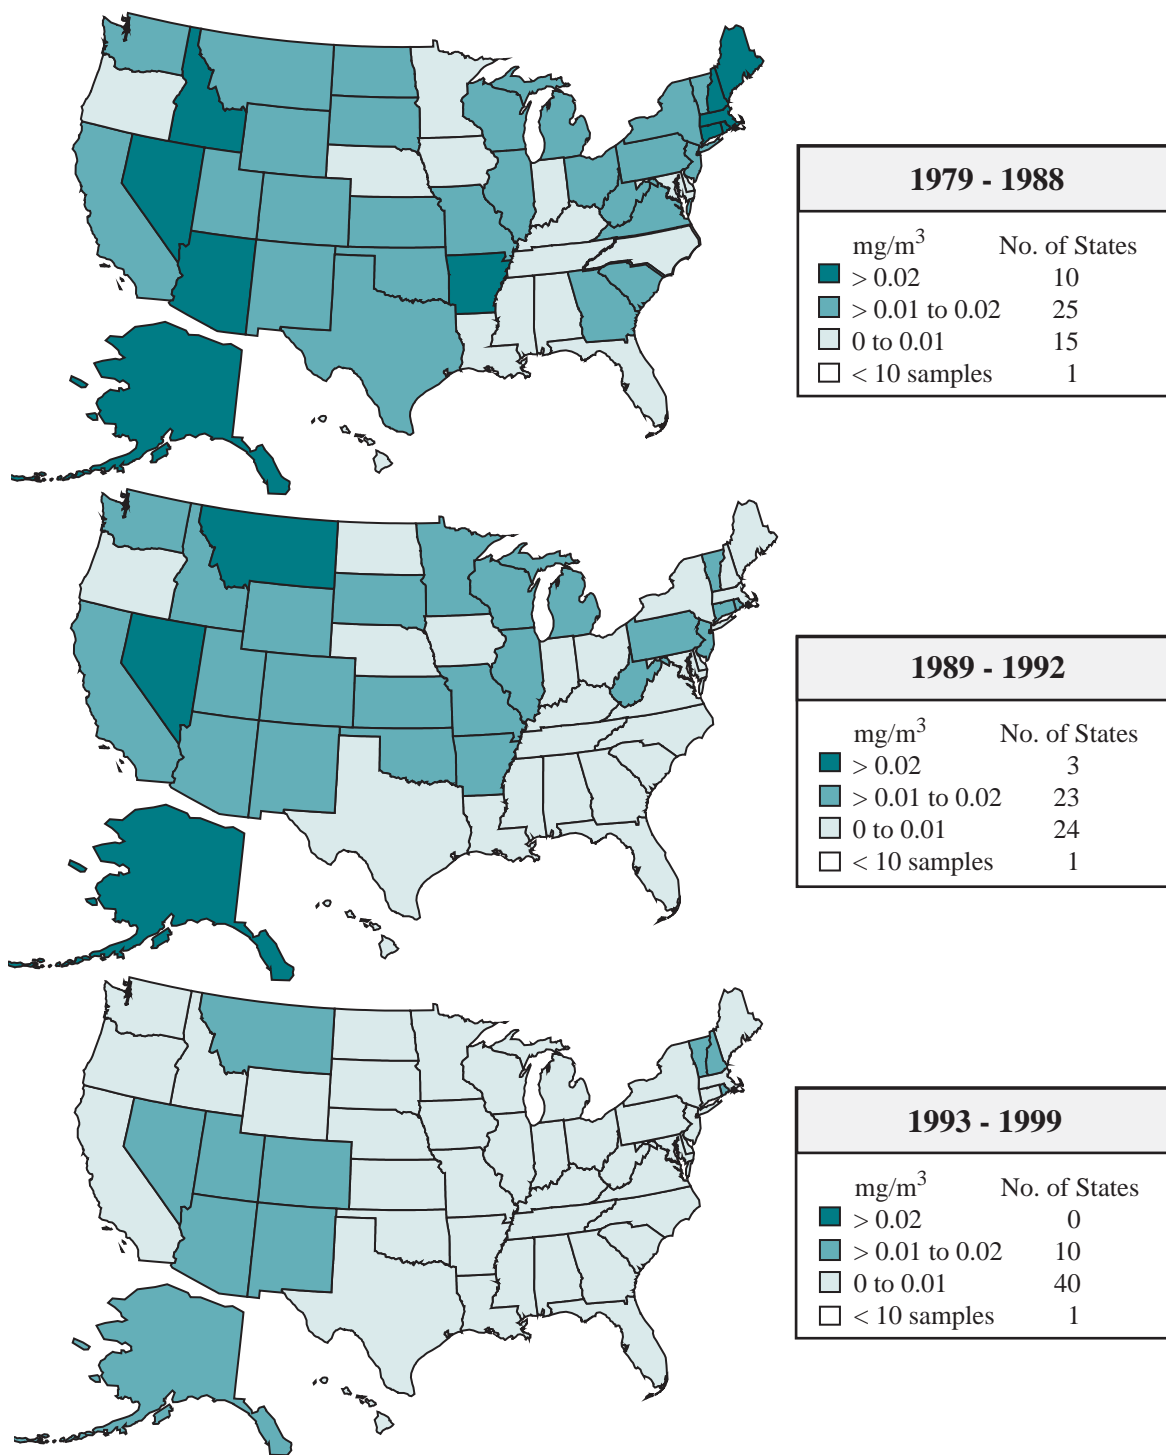 1979 - 1988
mg/m³ No. of States
> 0.02 10
> 0.01 to 0.02 25
0 to 0.01 15
< 10 samples 1
1989 - 1992
mg/m³ No. of States
> 0.02 3
> 0.01 to 0.02 23
0 to 0.01 24
< 10 samples 1
1993 - 1999
mg/m³ No. of States
> 0.02 0
> 0.01 to 0.02 10
0 to 0.01 40
< 10 samples 1